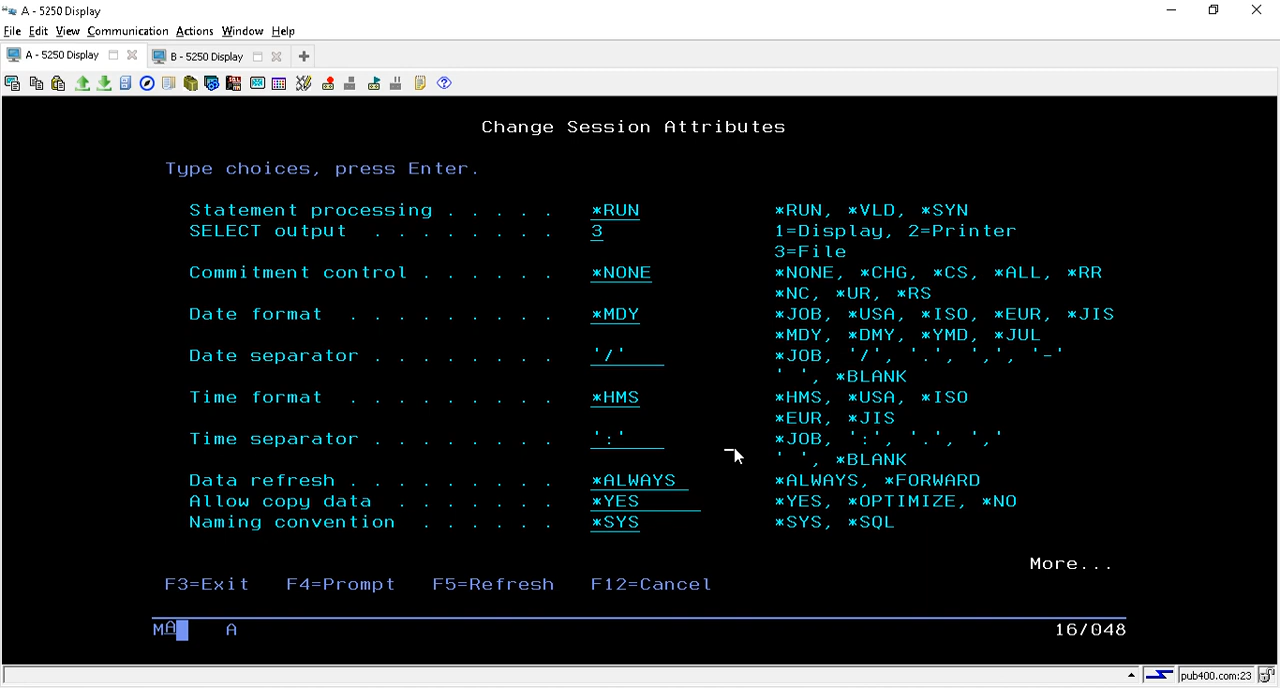 A - 5250 Display
File Edit View Communication Actions Window Help
A - 5250 Display B - 5250 Display
Change Session Attributes
Type choices, press Enter.
Statement processing . . . . . *RUN *RUN, *VLD, *SYN
SELECT output . . . . . . . . 3 1=Display, 2=Printer
3=File
Commitment control . . . . . . *NONE *NONE, *CHG, *CS, *ALL, *RR
*NC, *UR, *RS
Date format . . . . . . . . . *MDY *JOB, *USA, *ISO, *EUR, *JIS
*MDY, *DMY, *YMD, *JUL
Date separator . . . . . . . . '/' *JOB, '/', '.', ',', '-'
' ', *BLANK
Time format . . . . . . . . . *HMS *HMS, *USA, *ISO
*EUR, *JIS
Time separator . . . . . . . . ':' *JOB, ':', '.', ','
' ', *BLANK
Data refresh . . . . . . . . . *ALWAYS *ALWAYS, *FORWARD
Allow copy data . . . . . . . *YES *YES, *OPTIMIZE, *NO
Naming convention . . . . . . *SYS *SYS, *SQL
More...
F3=Exit F4=Prompt F5=Refresh F12=Cancel
MA A 16/048
pub400.com:23